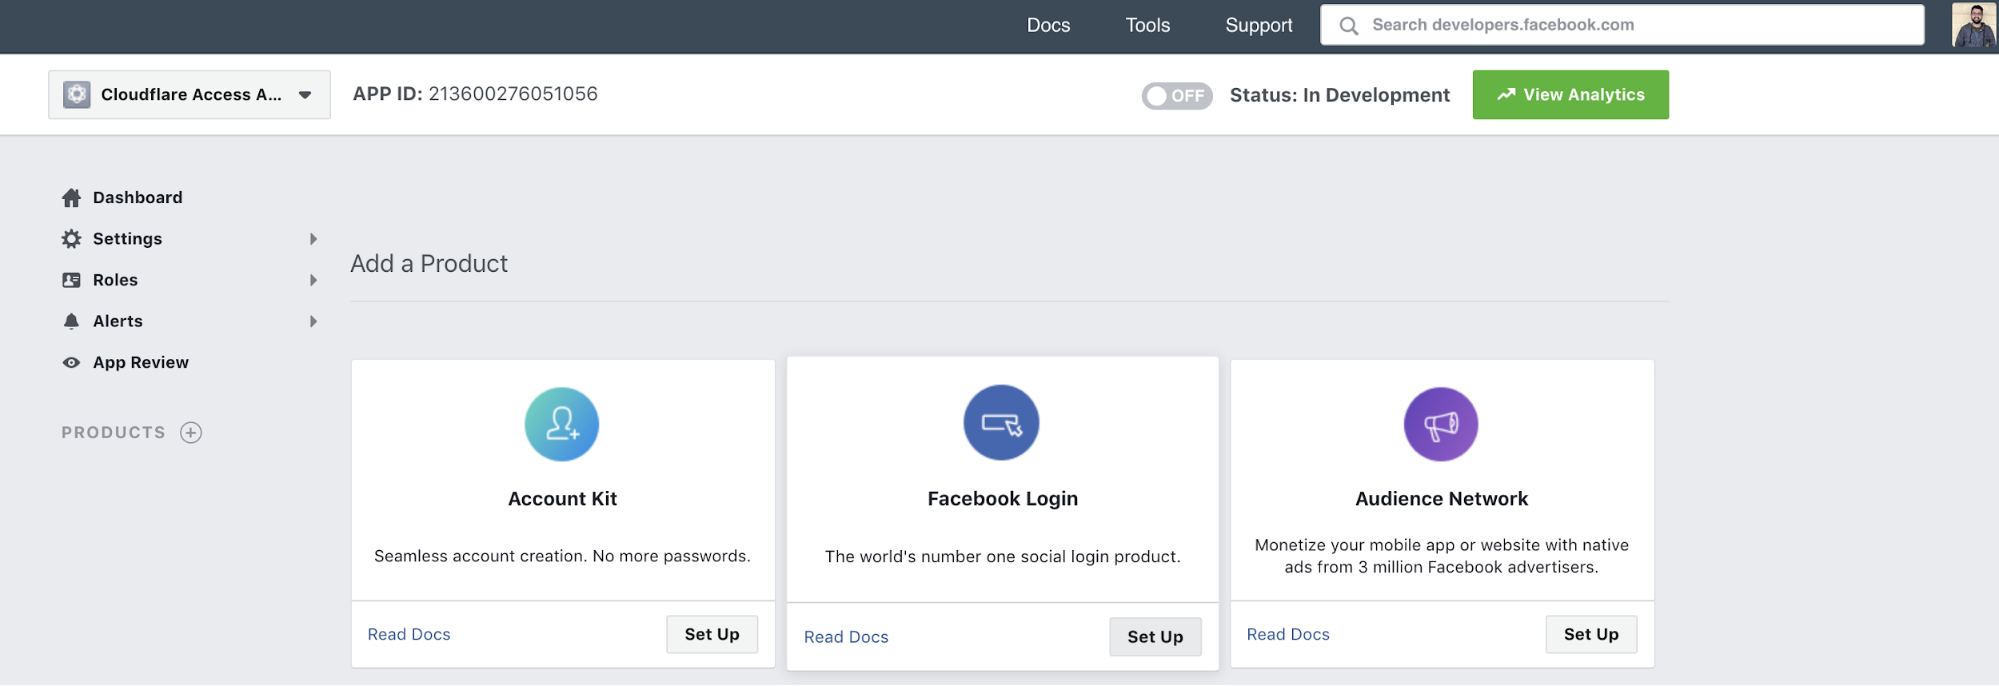 Docs Tools Support Search developers.facebook.com
Cloudflare Access A... APP ID: 213600276051056 OFF Status: In Development View Analytics
Dashboard
Settings
Roles
Alerts
App Review
PRODUCTS
Add a Product
Account Kit
Seamless account creation. No more passwords.
Read Docs Set Up
Facebook Login
The world's number one social login product.
Read Docs Set Up
Audience Network
Monetize your mobile app or website with native
ads from 3 million Facebook advertisers.
Read Docs Set Up